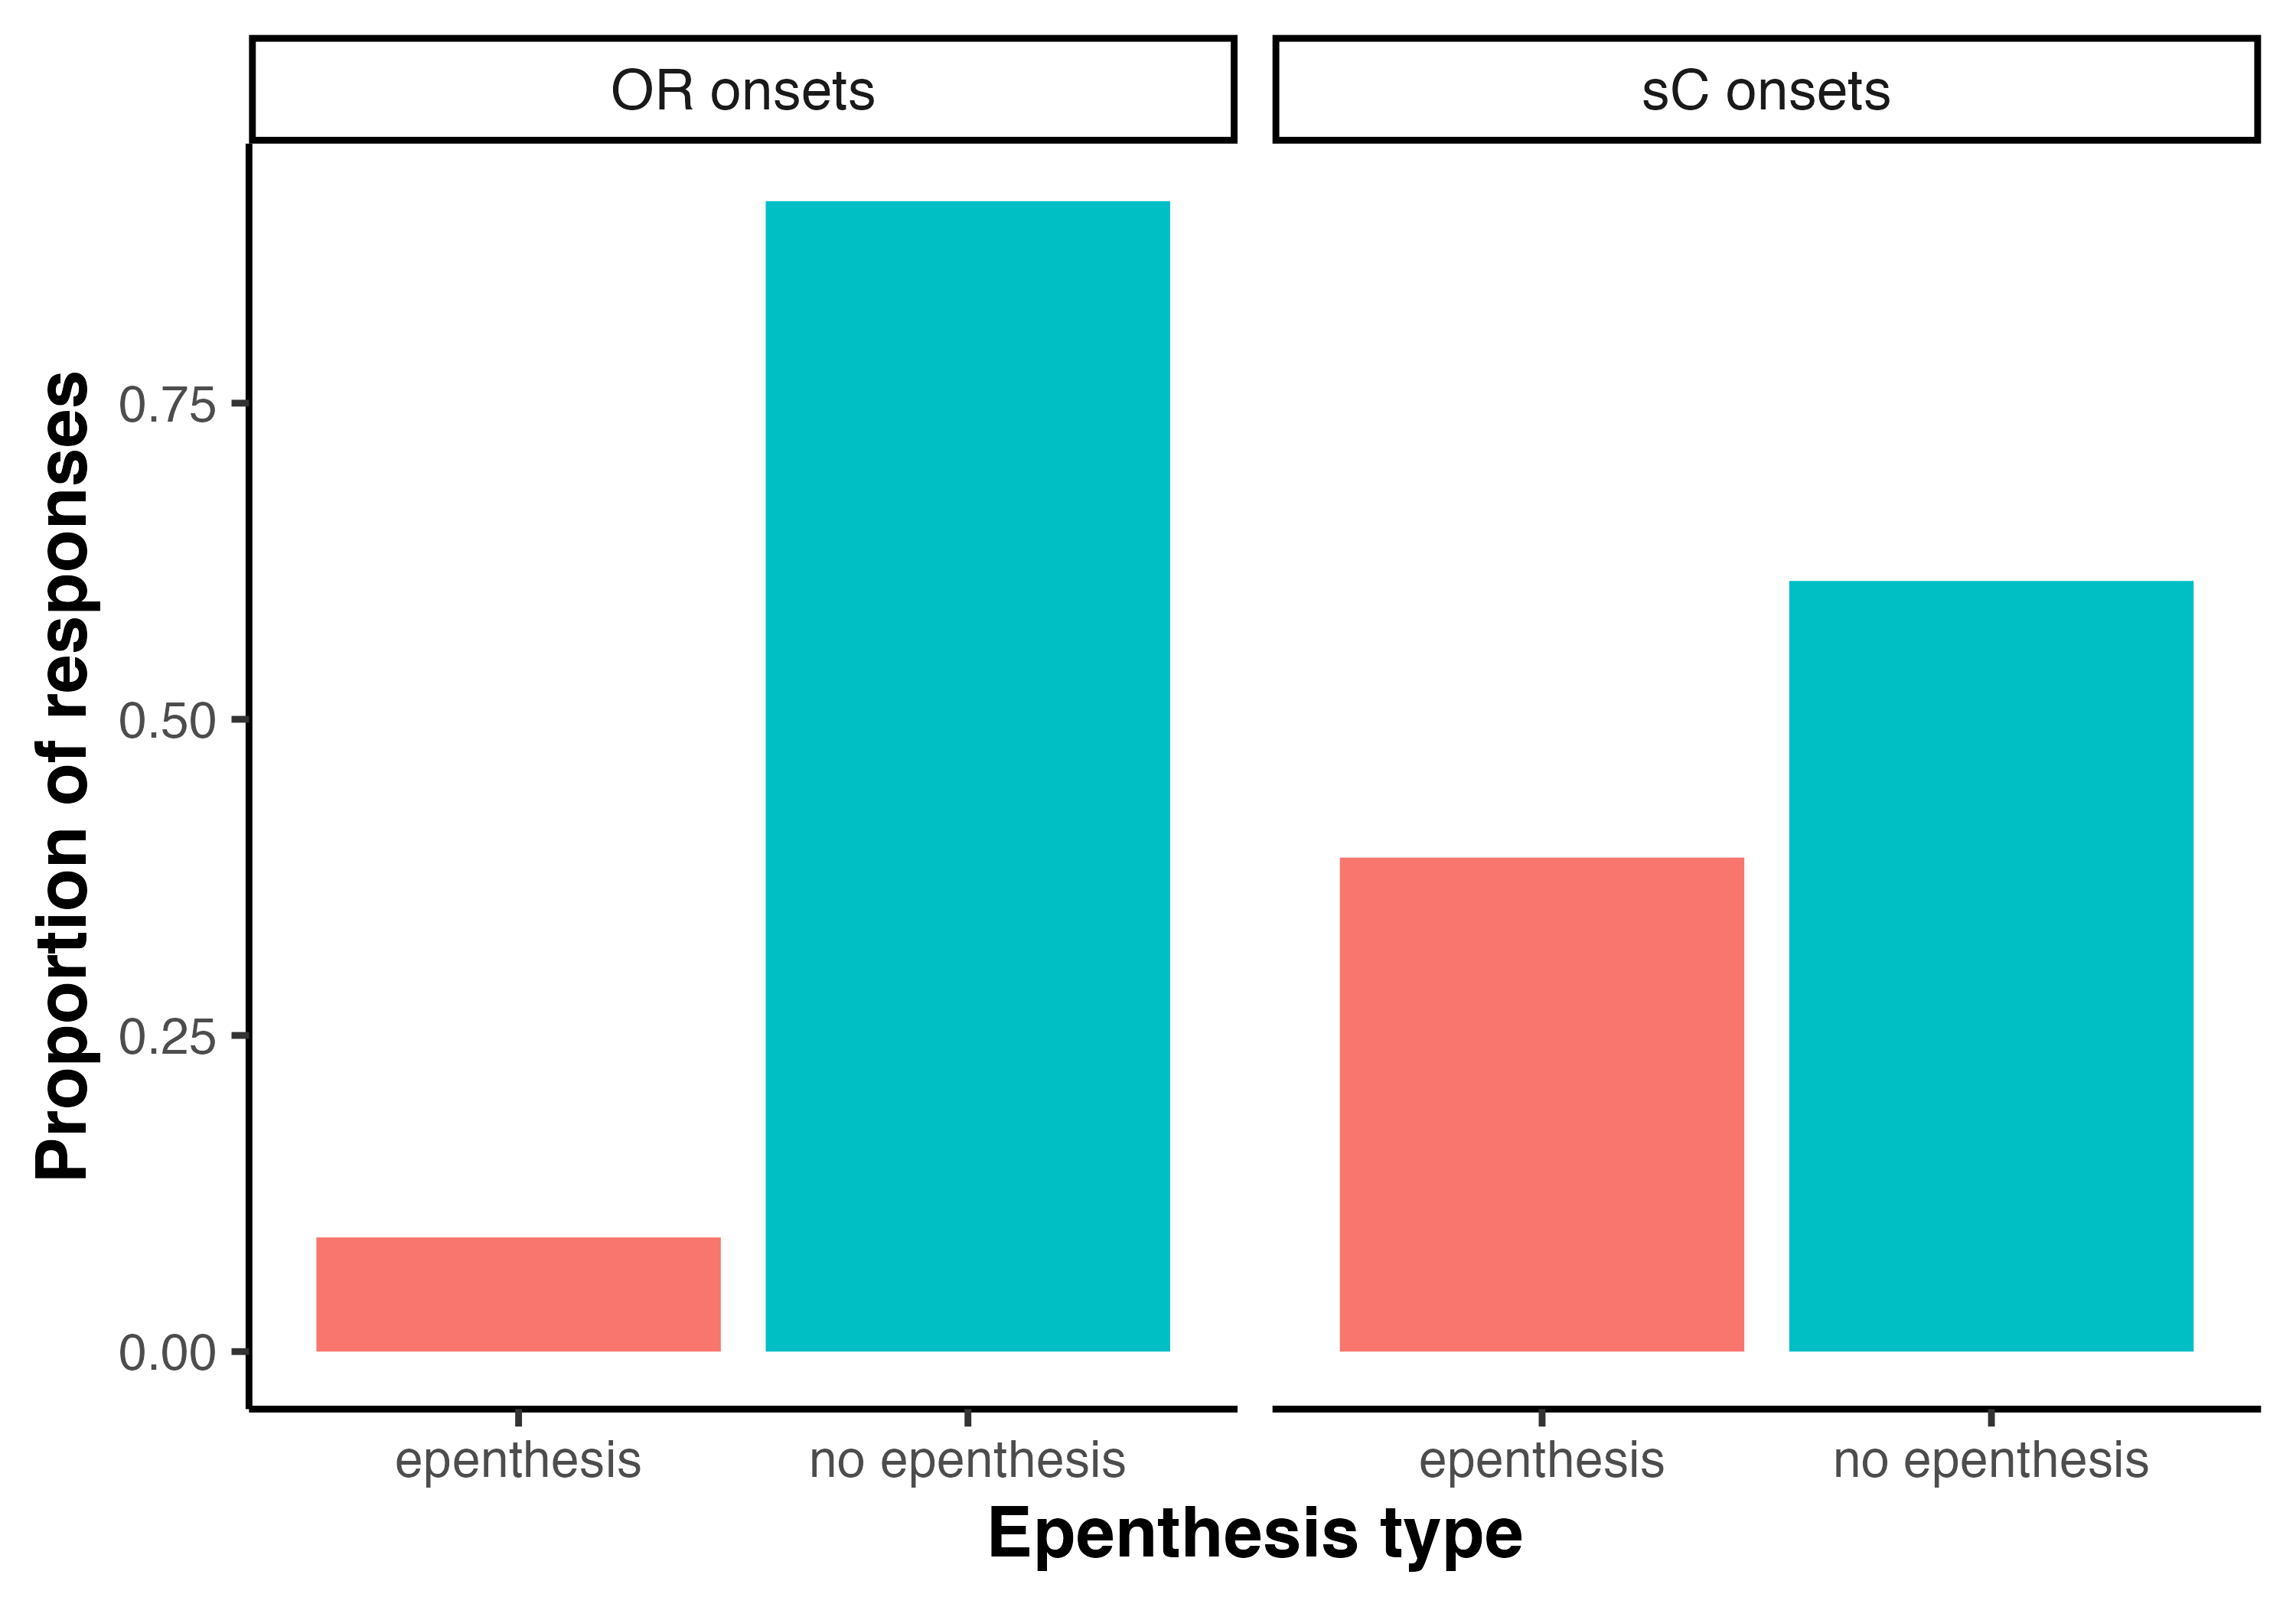 OR onsets
sC onsets
Proportion of responses
0.75
0.50
0.25
0.00
epenthesis
no epenthesis
epenthesis
no epenthesis
Epenthesis type